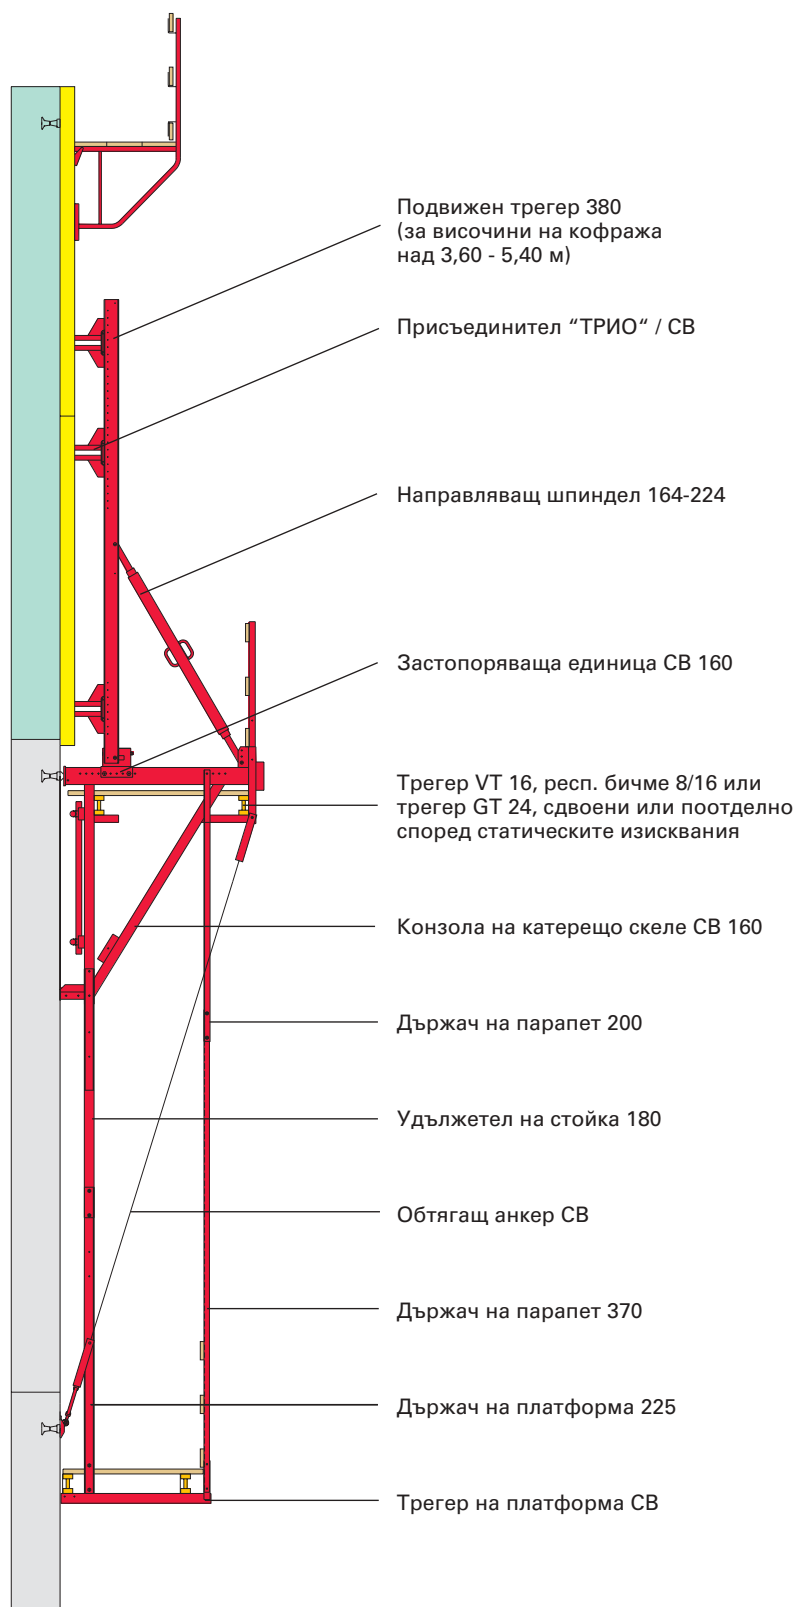 Подвижен трегер 380
(за височини на кофража
над 3,60 - 5,40 м)
Присъединител “ТРИО“ / СВ
Направляващ шпиндел 164-224
Застопоряваща единица СВ 160
Трегер VT 16, респ. бичме 8/16 или
трегер GT 24, сдвоени или поотделно
според статическите изисквания
Конзола на катерещо скеле СВ 160
Държач на парапет 200
Удължетел на стойка 180
Обтягащ анкер СВ
Държач на парапет 370
Държач на платформа 225
Трегер на платформа СВ